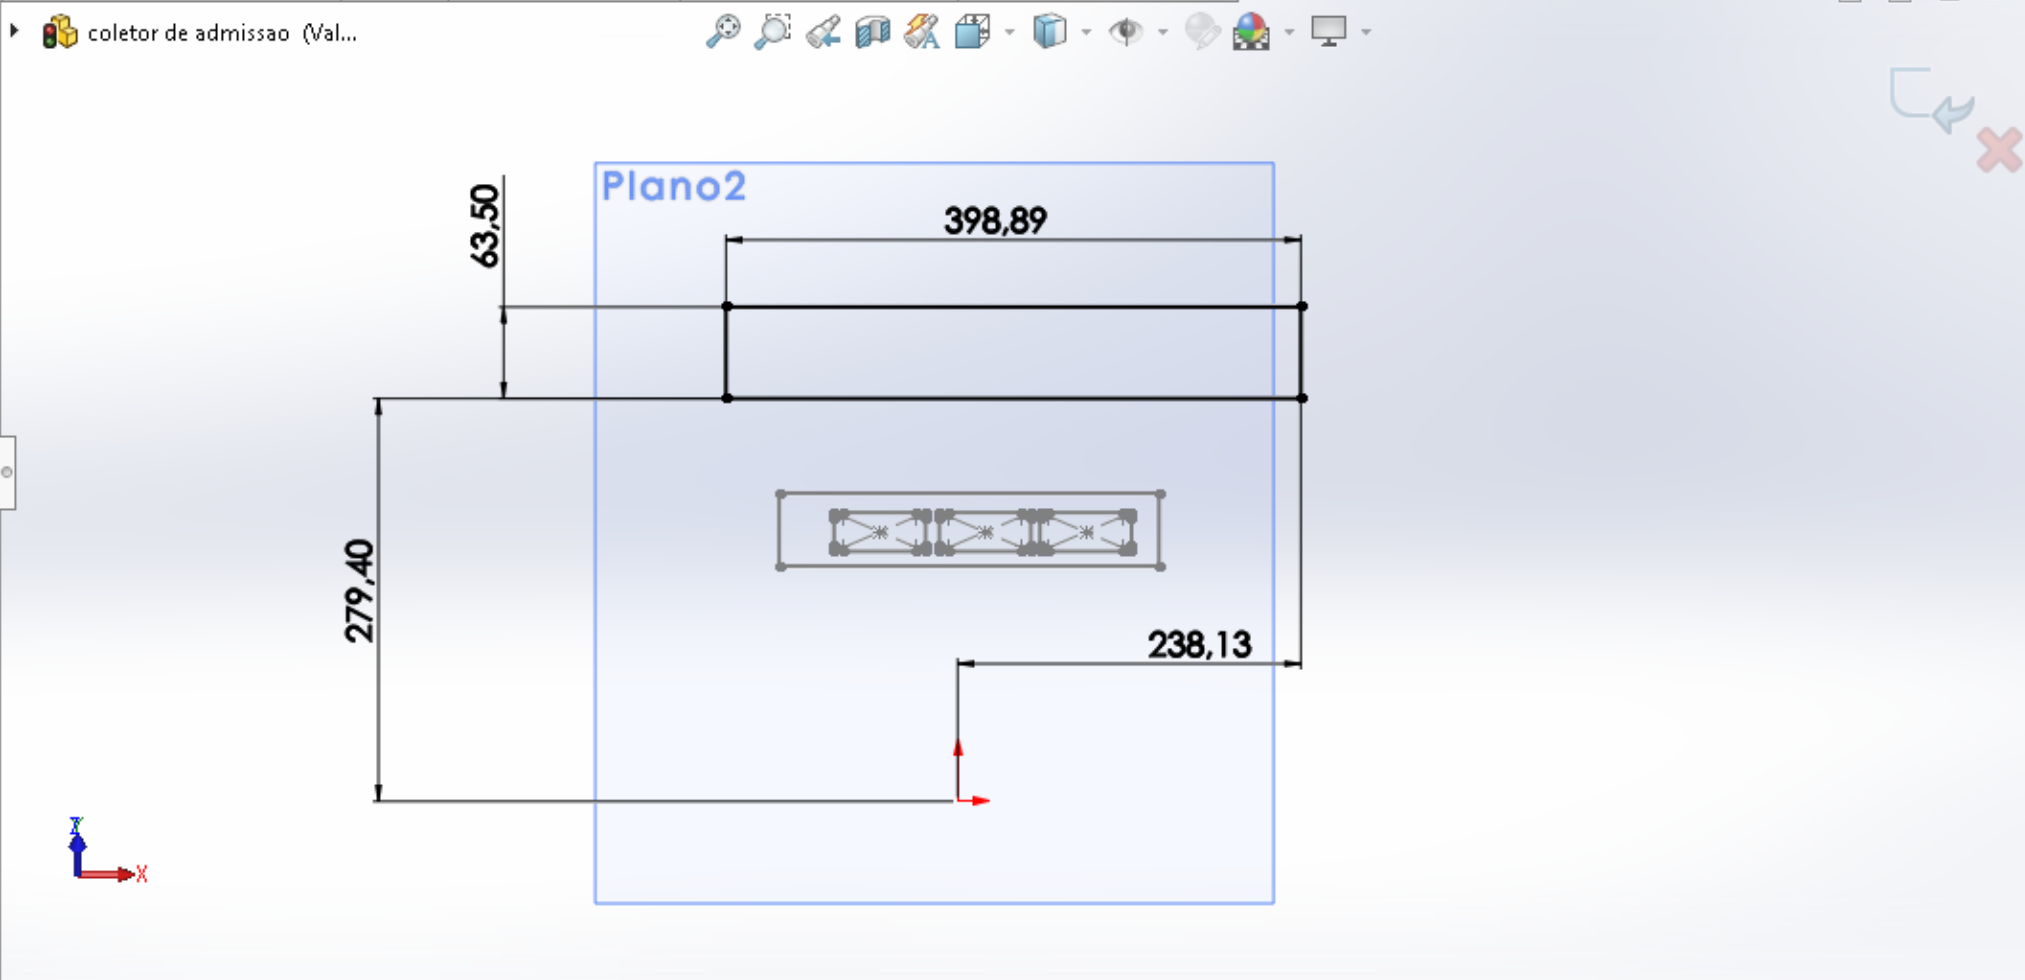 coletor de admissao (Val...
Plano2
63,50
398,89
279,40
238,13
Z
X